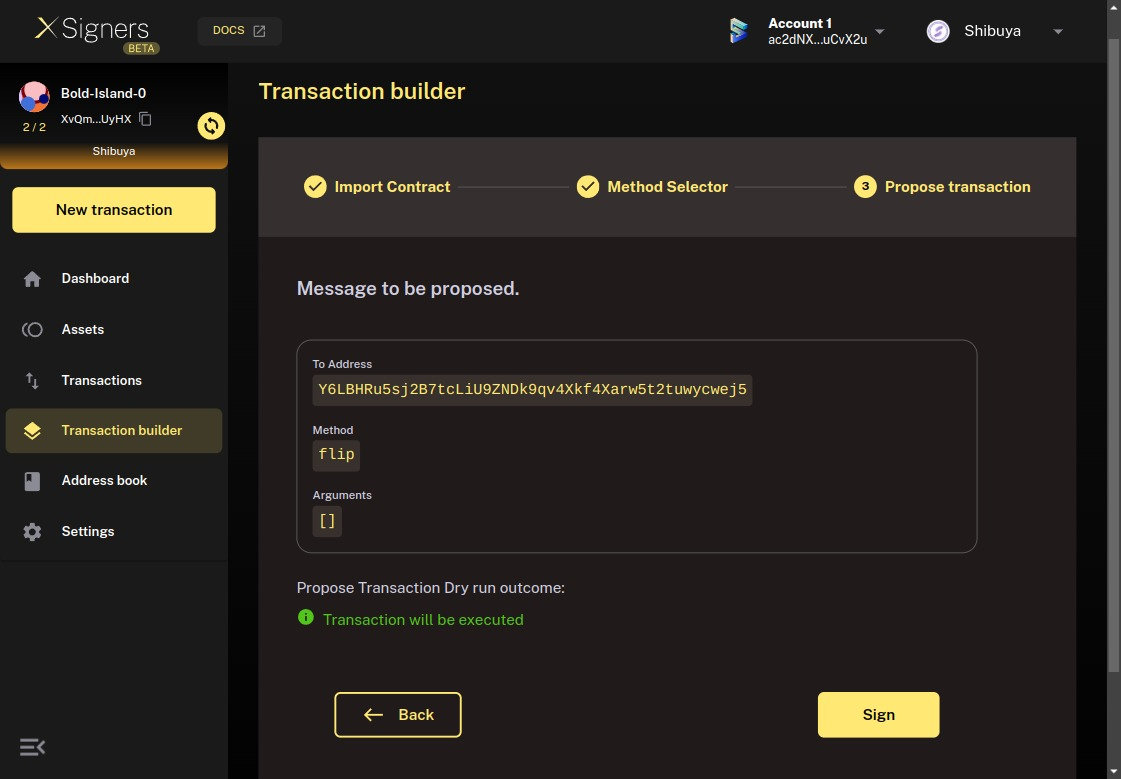 XSigners
BETA
DOCS
Account 1
ac2dNX...uCvX2u
Shibuya
Bold-Island-0
XvQm...UyHX
2 / 2
Shibuya
New transaction
Dashboard
Assets
Transactions
Transaction builder
Address book
Settings
Transaction builder
Import Contract
Method Selector
3 Propose transaction
Message to be proposed.
To Address
Y6LBHRu5sj2B7tcLiU9ZNDk9qv4Xkf4Xarw5t2tuwycwej5
Method
flip
Arguments
[]
Propose Transaction Dry run outcome:
Transaction will be executed
Back
Sign